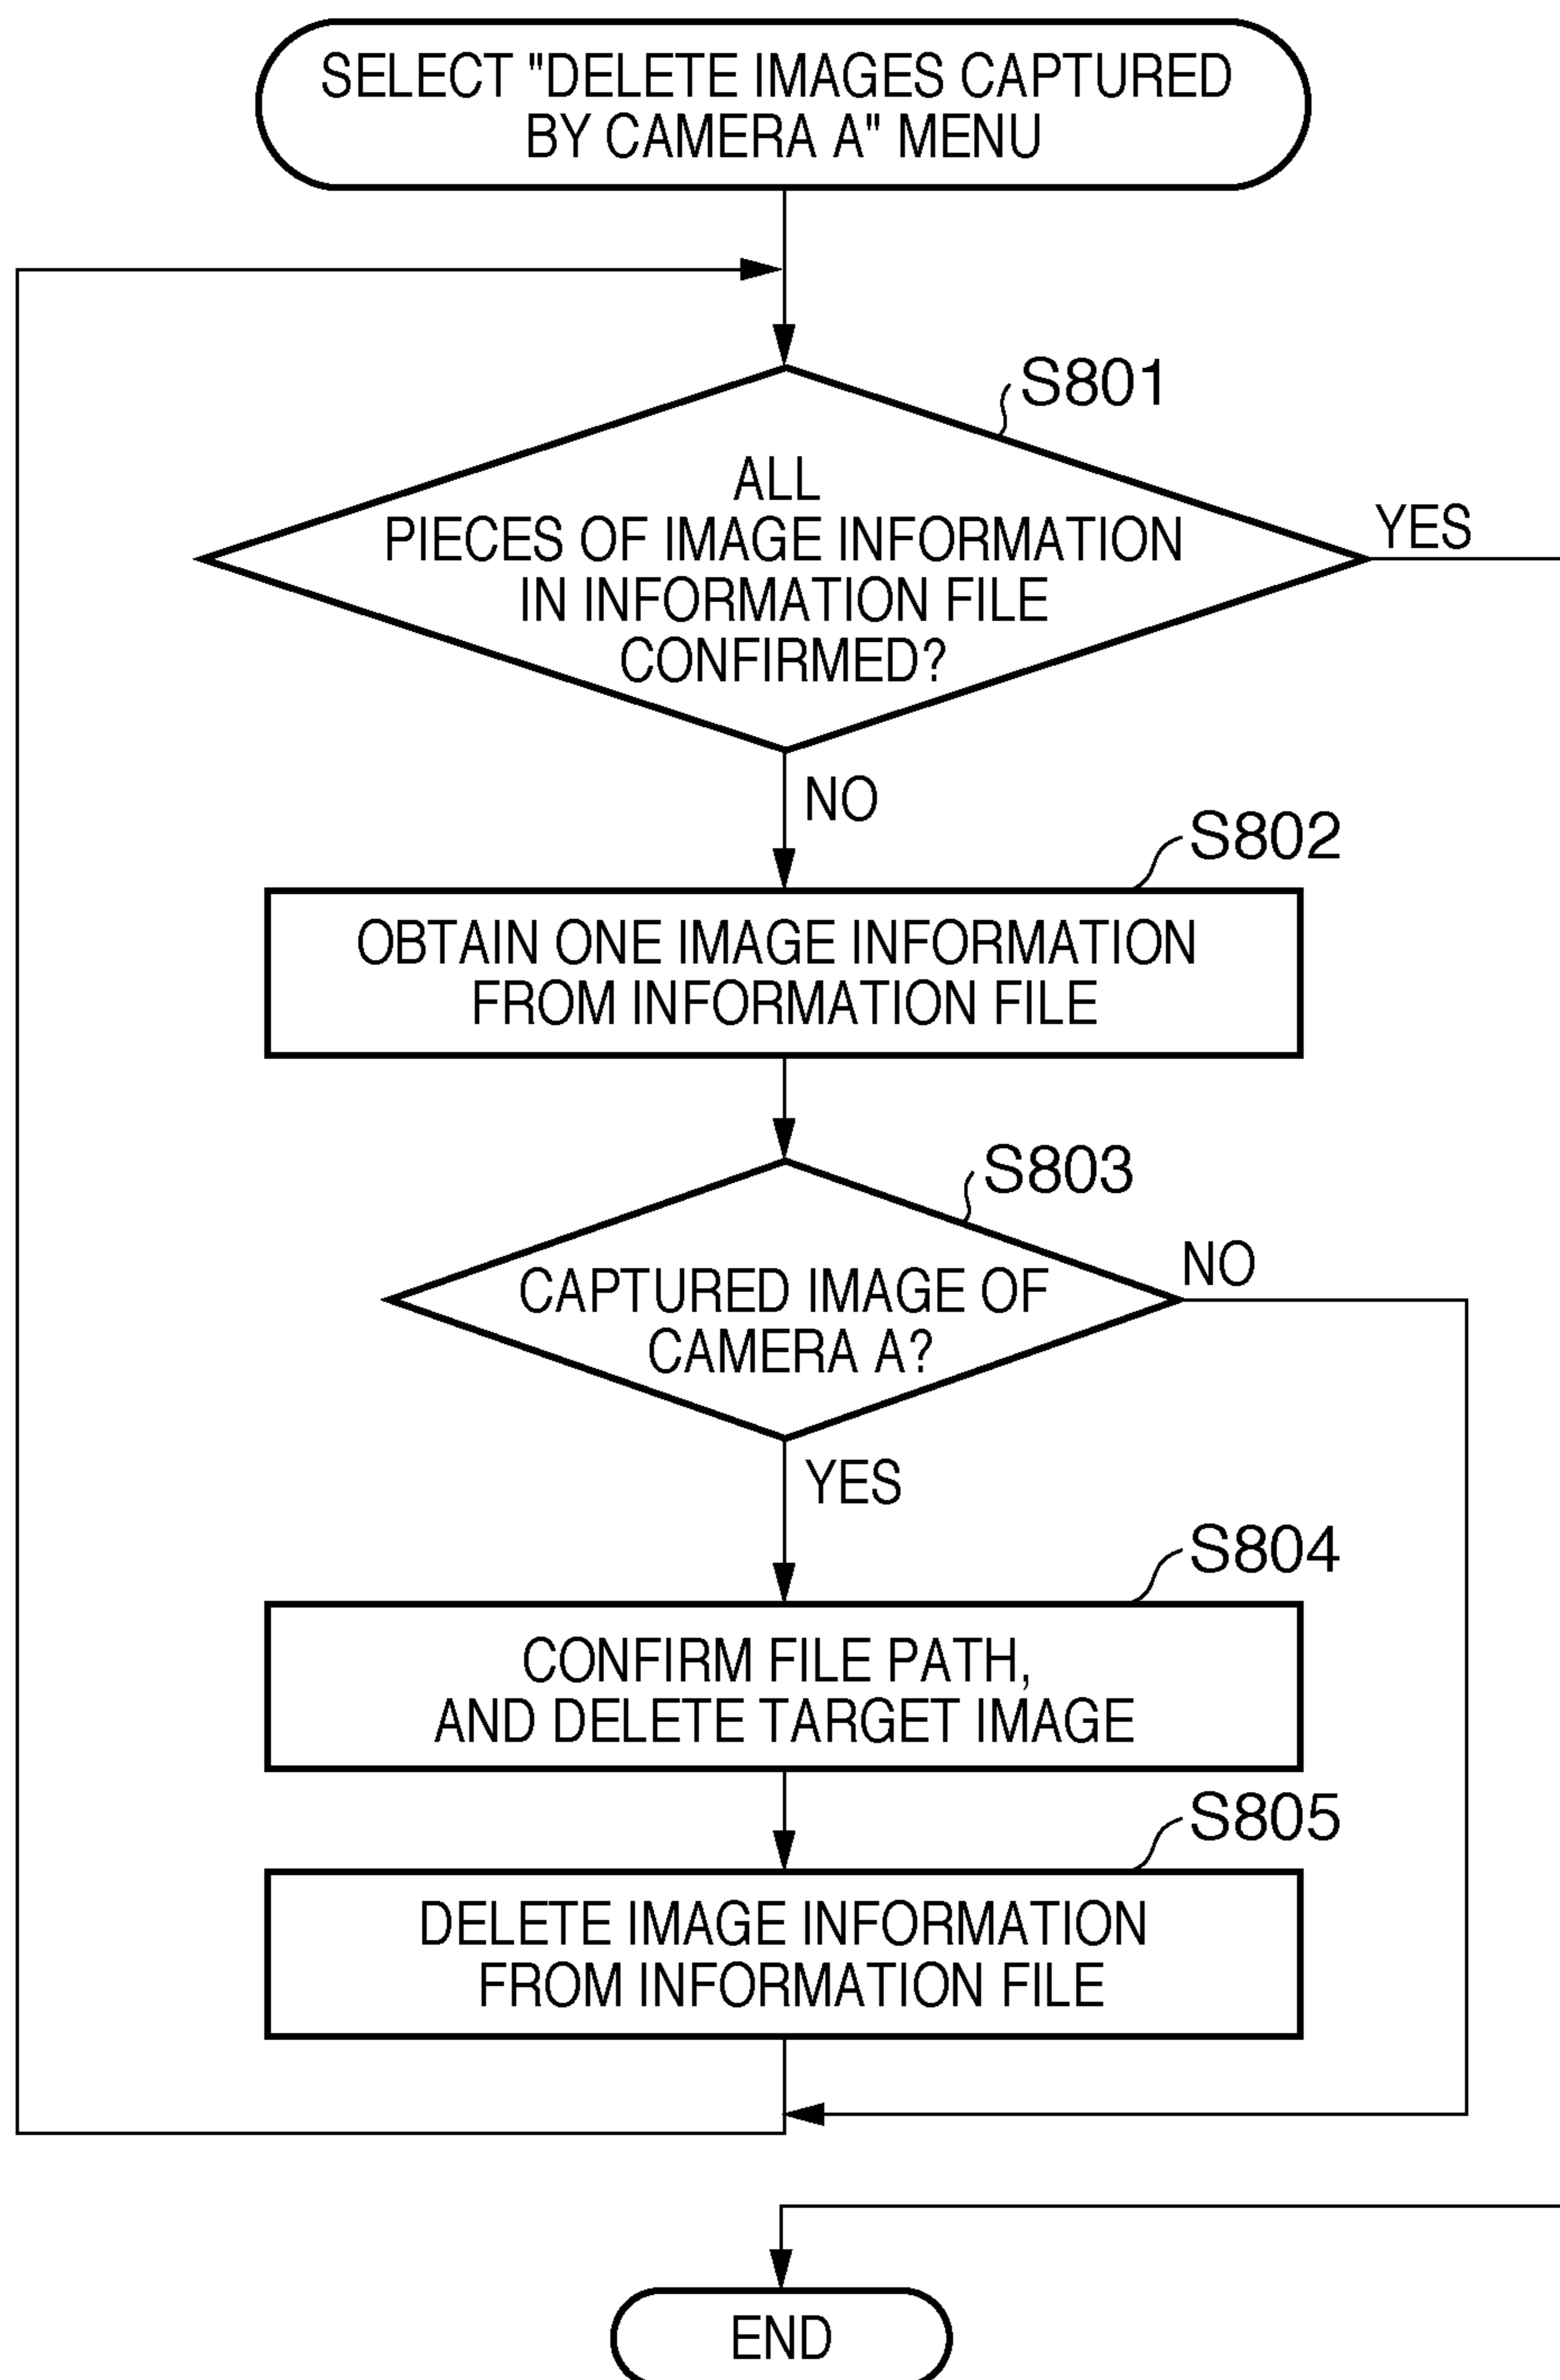 SELECT "DELETE IMAGES CAPTURED
BY CAMERA A" MENU
S801
ALL
PIECES OF IMAGE INFORMATION
IN INFORMATION FILE
CONFIRMED?
YES
NO
S802
OBTAIN ONE IMAGE INFORMATION
FROM INFORMATION FILE
S803
CAPTURED IMAGE OF
CAMERA A?
NO
YES
S804
CONFIRM FILE PATH,
AND DELETE TARGET IMAGE
S805
DELETE IMAGE INFORMATION
FROM INFORMATION FILE
END